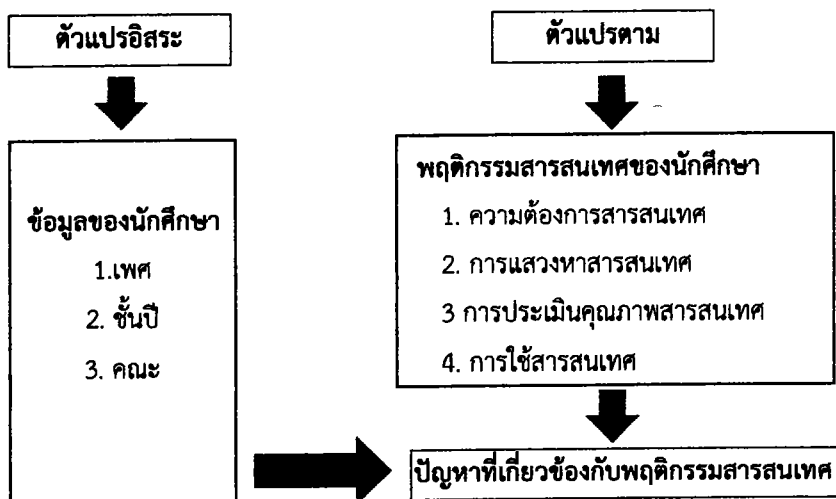 ตัวแปรอิสระ
ข้อมูลของนักศึกษา
1.เพศ
2. ชั้นปี
3. คณะ
ตัวแปรตาม
พฤติกรรมสารสนเทศของนักศึกษา
1. ความต้องการสารสนเทศ
2. การแสวงหาสารสนเทศ
3 การประเมินคุณภาพสารสนเทศ
4. การใช้สารสนเทศ
ปัญหาที่เกี่ยวข้องกับพฤติกรรมสารสนเทศ